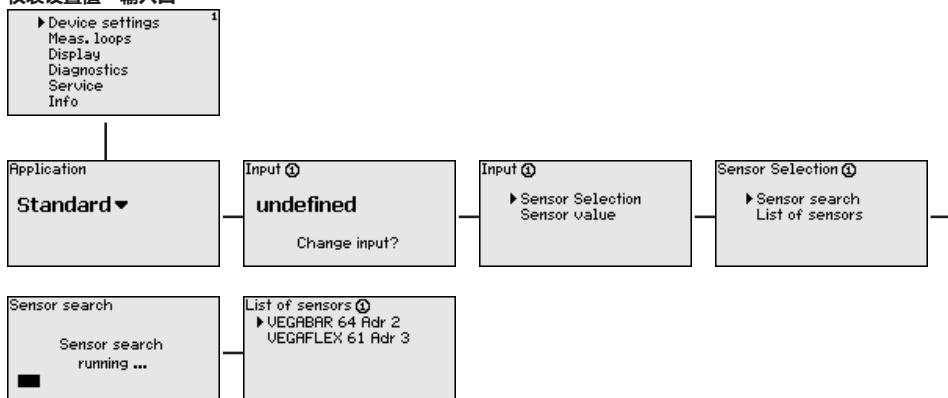 Device settings 1
Meas. loops
Display
Diagnostics
Service
Info
Application
Standard
Input ①
undefined
Change input?
Input ①
Sensor Selection
Sensor value
Sensor Selection ①
Sensor search
List of sensors
Sensor search
Sensor search
running ...
List of sensors ①
VEGABAR 64 Adr 2
VEGAFLEX 61 Adr 3